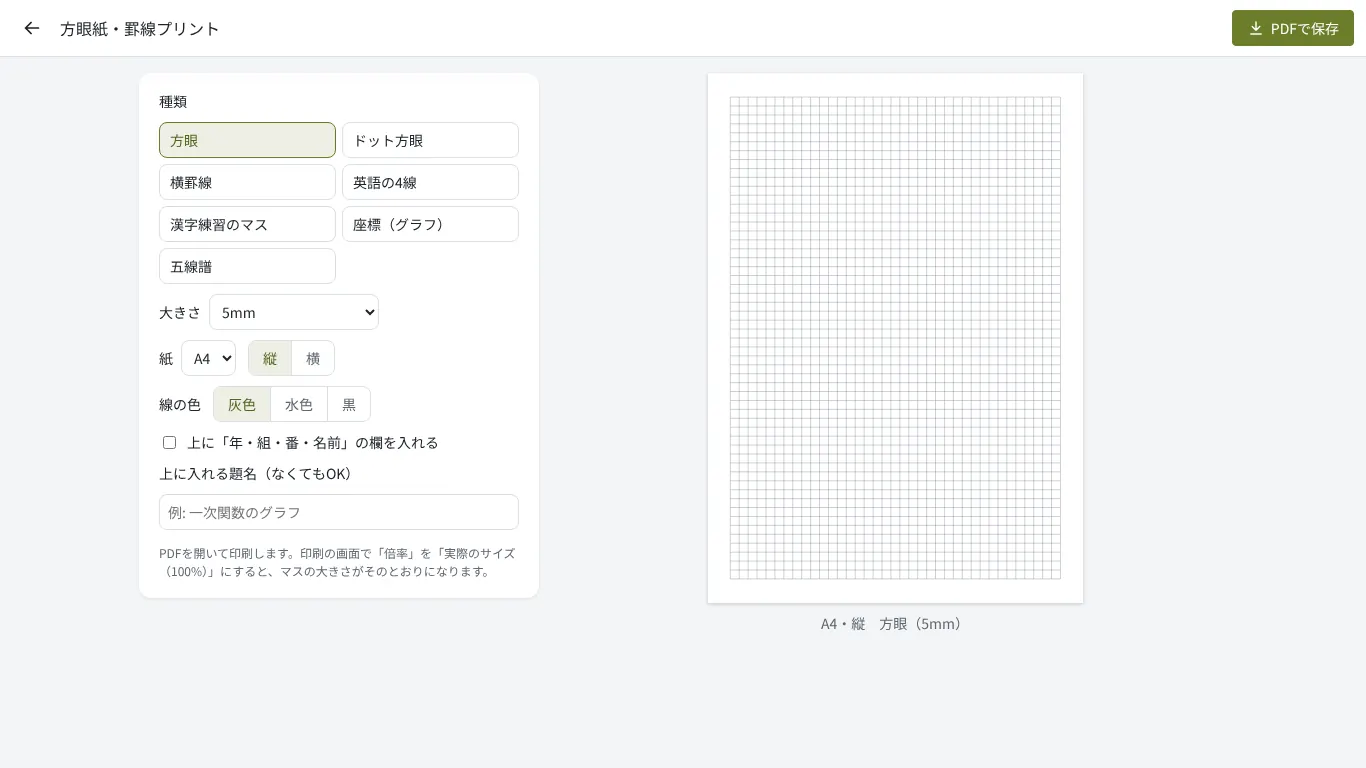 方眼紙・罫線プリント
PDFで保存
種類
方眼
ドット方眼
横罫線
英語の4線
漢字練習のマス
座標（グラフ）
五線譜
大きさ 5mm
紙 A4 縦 横
線の色 灰色 水色 黒
上に「年・組・番・名前」の欄を入れる
上に入れる題名（なくてもOK）
例: 一次関数のグラフ
PDFを開いて印刷します。印刷の画面で「倍率」を「実際のサイズ
（100%）」にすると、マスの大きさがそのとおりになります。
A4・縦　方眼（5mm）